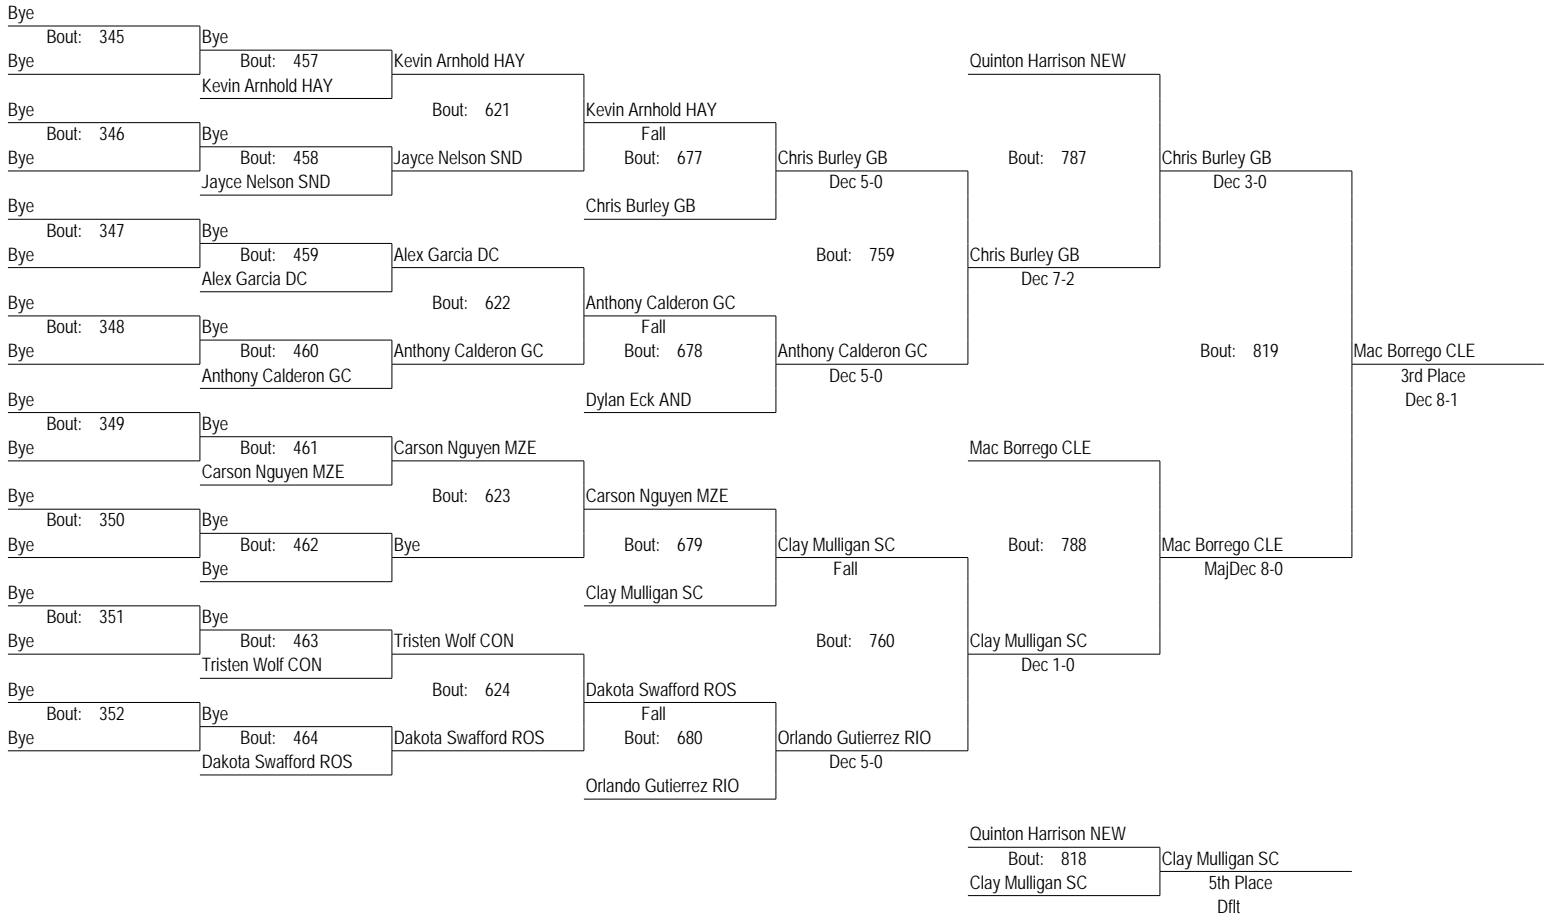 Bye
Bout: 345
Bye
Bye
Bout: 457
Kevin Arnhold HAY
Kevin Arnhold HAY
Quinton Harrison NEW
Bye
Bout: 621
Kevin Arnhold HAY
Bout: 346
Bye
Fall
Bye
Bout: 458
Jayce Nelson SND
Bout: 677
Chris Burley GB
Bout: 787
Chris Burley GB
Jayce Nelson SND
Dec 5-0
Dec 3-0
Bye
Chris Burley GB
Bout: 347
Bye
Bye
Bout: 459
Alex Garcia DC
Bout: 759
Chris Burley GB
Alex Garcia DC
Dec 7-2
Bye
Bout: 622
Anthony Calderon GC
Bout: 348
Bye
Fall
Bye
Bout: 460
Anthony Calderon GC
Bout: 678
Anthony Calderon GC
Bout: 819
Mac Borrego CLE
Anthony Calderon GC
Dec 5-0
3rd Place
Bye
Dylan Eck AND
Dec 8-1
Bout: 349
Bye
Bye
Bout: 461
Carson Nguyen MZE
Mac Borrego CLE
Carson Nguyen MZE
Bye
Bout: 623
Carson Nguyen MZE
Bout: 350
Bye
Bye
Bout: 462
Bye
Bout: 679
Clay Mulligan SC
Bout: 788
Mac Borrego CLE
Bye
Fall
MajDec 8-0
Bye
Clay Mulligan SC
Bout: 351
Bye
Bye
Bout: 463
Tristen Wolf CON
Bout: 760
Clay Mulligan SC
Tristen Wolf CON
Dec 1-0
Bye
Bout: 624
Dakota Swafford ROS
Bout: 352
Bye
Fall
Bye
Bout: 464
Dakota Swafford ROS
Bout: 680
Orlando Gutierrez RIO
Dakota Swafford ROS
Dec 5-0
Orlando Gutierrez RIO
Quinton Harrison NEW
Bout: 818
Clay Mulligan SC
Clay Mulligan SC
5th Place
Dflt